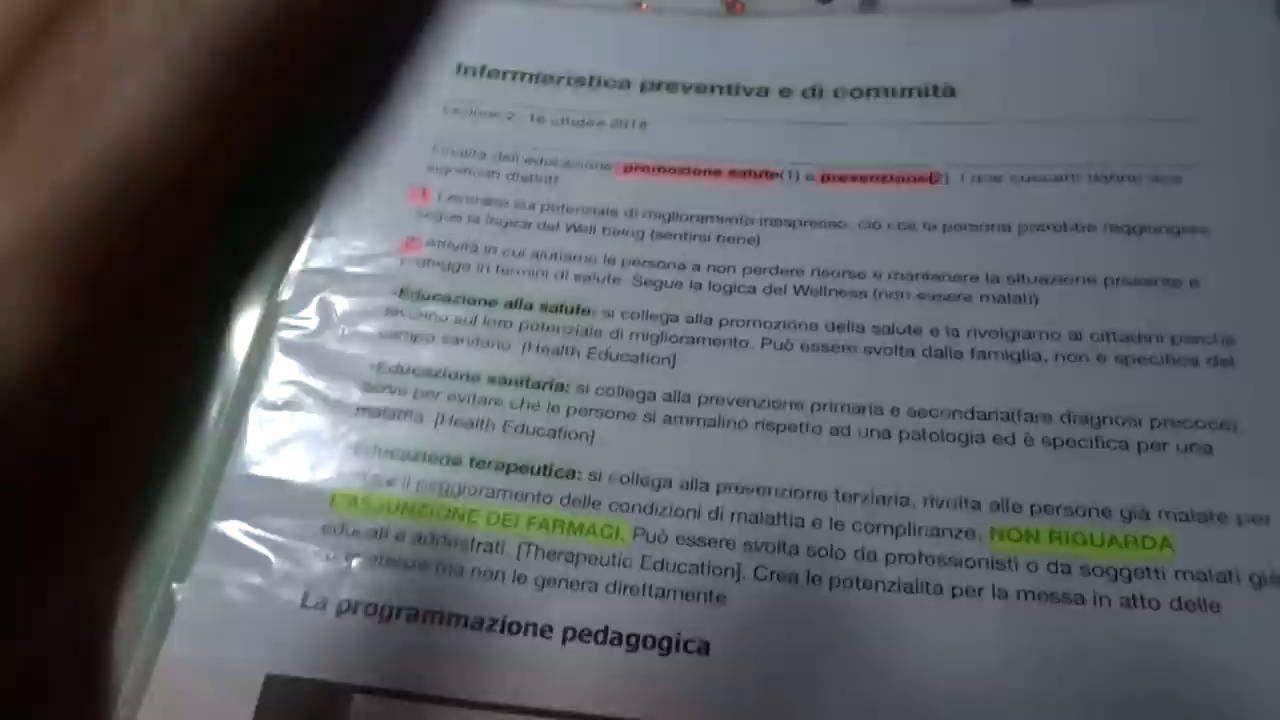 Infermieristica preventiva e di comunità
Lezione 2, 16 ottobre 2018
Finalità dell'educazione: promozione salute(1) e prevenzione(2). I due
significati distinti.
1. Lavoriamo sul potenziale di miglioramento inespresso, ciò che la persona potrebbe raggiungere,
segue la logica del Well being (sentirsi bene)
2. Attività in cui aiutiamo le persona a non perdere risorse e mantenere la situazione presente e
protegge in termini di salute. Segue la logica del Wellness (non essere malati)
-Educazione alla salute: si collega alla promozione della salute e la rivolgiamo ai cittadini perché
lavorino sul loro potenziale di miglioramento. Può essere svolta dalla famiglia, non è specifica del
campo sanitario. [Health Education]
-Educazione sanitaria: si collega alla prevenzione primaria e secondaria(fare diagnosi precoce),
serve per evitare che le persone si ammalino rispetto ad una patologia ed è specifica per una
malattia. [Health Education]
-Educazione terapeutica: si collega alla prevenzione terziaria, rivolta alle persone già malate per
il peggioramento delle condizioni di malattia e le complicanze. NON RIGUARDA
L'ASSUNZIONE DEI FARMACI. Può essere svolta solo da professionisti o da soggetti malati già
educati e addestrati. [Therapeutic Education]. Crea le potenzialità per la messa in atto delle
ma non le genera direttamente
La programmazione pedagogica